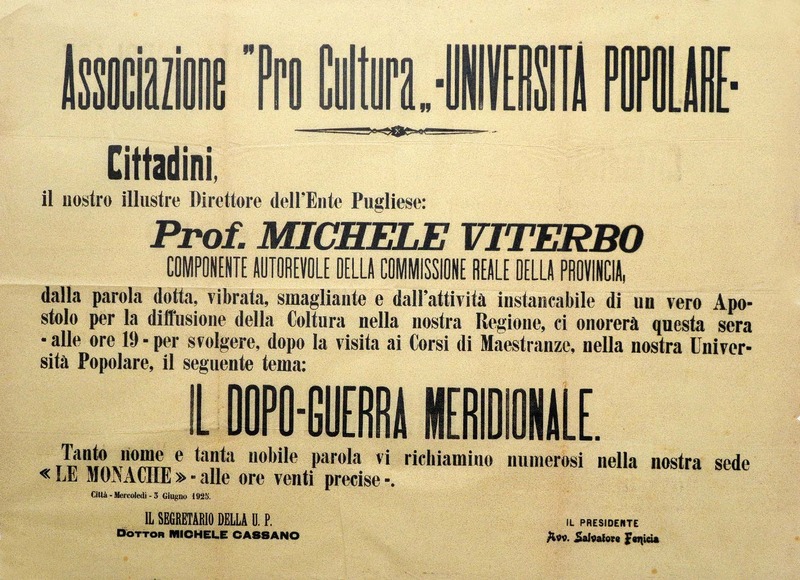 Associazione "Pro Cultura„ -UNIVERSITÀ POPOLARE-
Cittadini,
il nostro illustre Direttore dell'Ente Pugliese:
Prof. MICHELE VITERBO
COMPONENTE AUTOREVOLE DELLA COMMISSIONE REALE DELLA PROVINCIA,
dalla parola dotta, vibrata, smagliante e dall'attività instancabile di un vero Apo-
stolo per la diffusione della Coltura nella nostra Regione, ci onorerà questa sera
- alle ore 19 - per svolgere, dopo la visita ai Corsi di Maestranze, nella nostra Univer-
sità Popolare, il seguente tema:
IL DOPO-GUERRA MERIDIONALE.
Tanto nome e tanta nobile parola vi richiamino numerosi nella nostra sede
« LE MONACHE » - alle ore venti precise -.
Città - Mercoledì - 3 Giugno 1925.
IL SEGRETARIO DELLA U. P.
DOTTOR MICHELE CASSANO
IL PRESIDENTE
Avv. Salvatore Fenicia